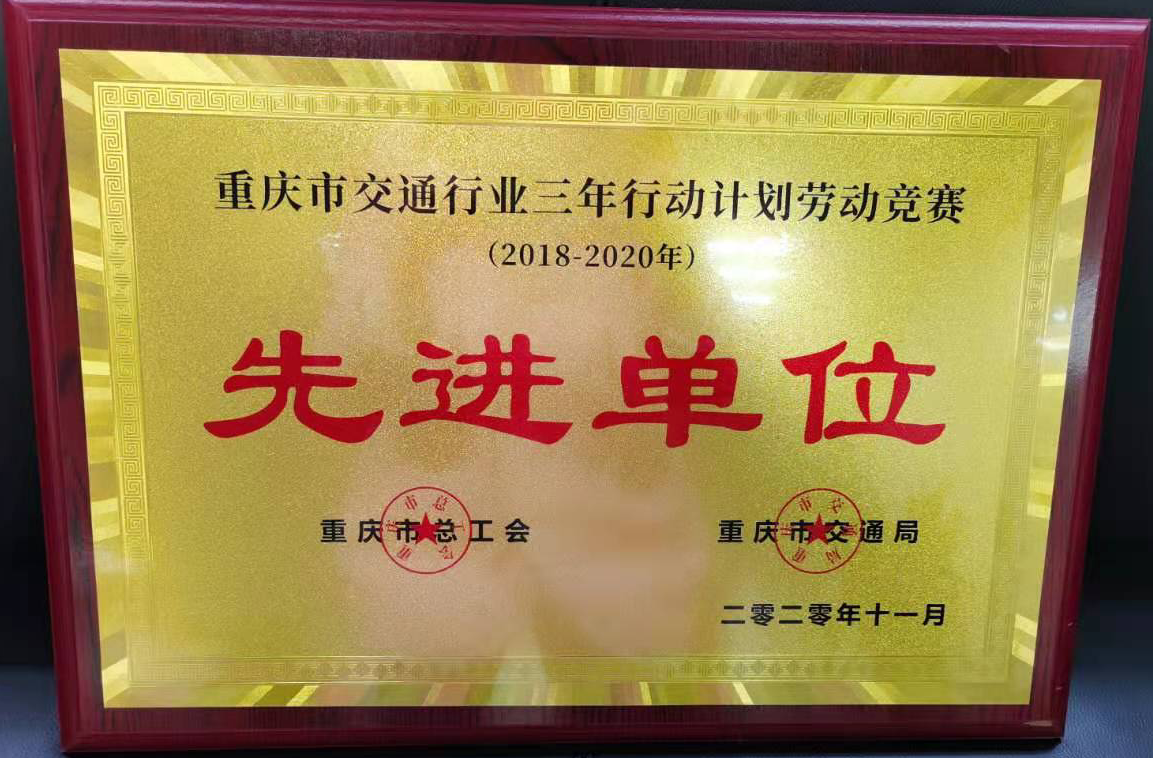 重庆市交通行业三年行动计划劳动竞赛
（2018-2020年）
先进单位
重庆市总工会 重庆市交通局
二零二零年十一月